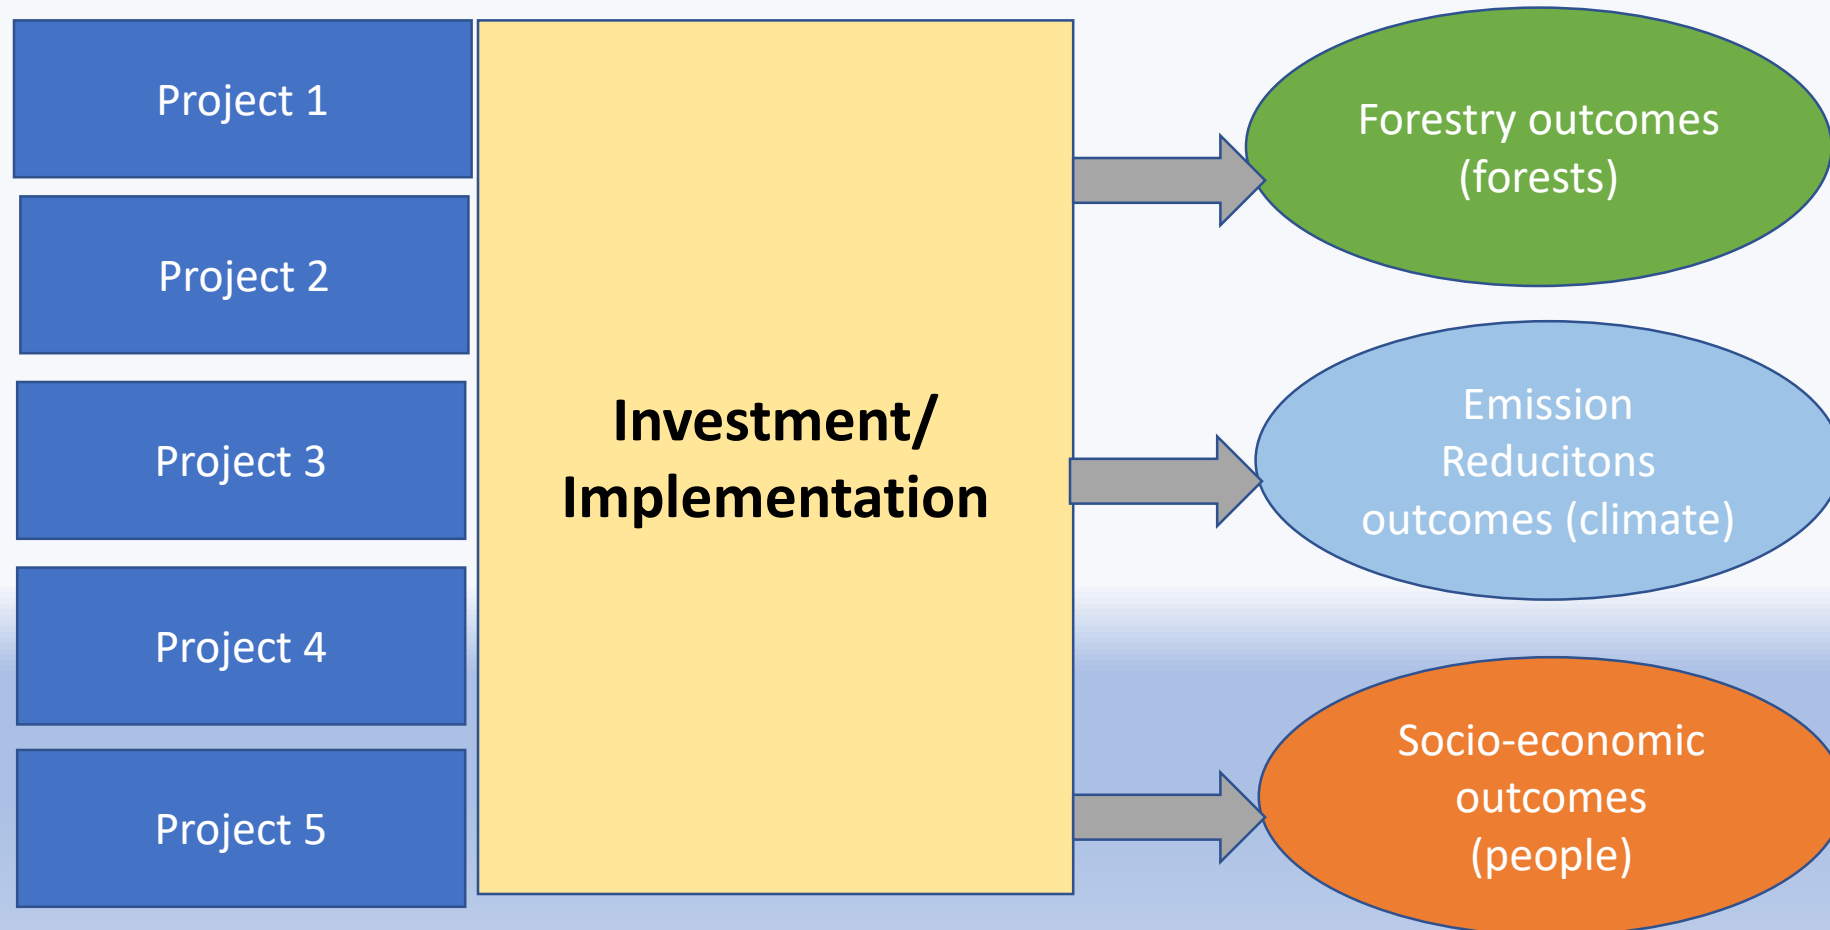 Project 1
Project 2
Project 3
Project 4
Project 5
Investment/
Implementation
Forestry outcomes
(forests)
Emission
Reducitons
outcomes (climate)
Socio-economic
outcomes
(people)